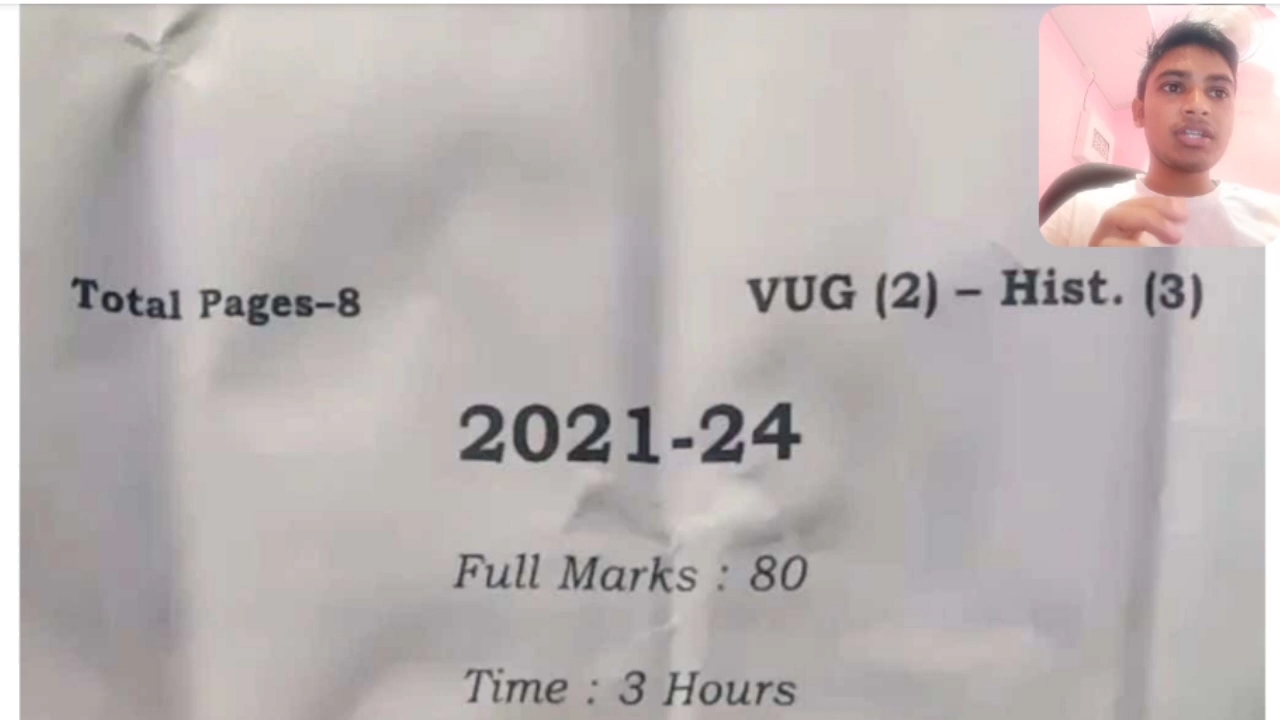 Total Pages–8
VUG (2) – Hist. (3)
2021-24
Full Marks : 80
Time : 3 Hours